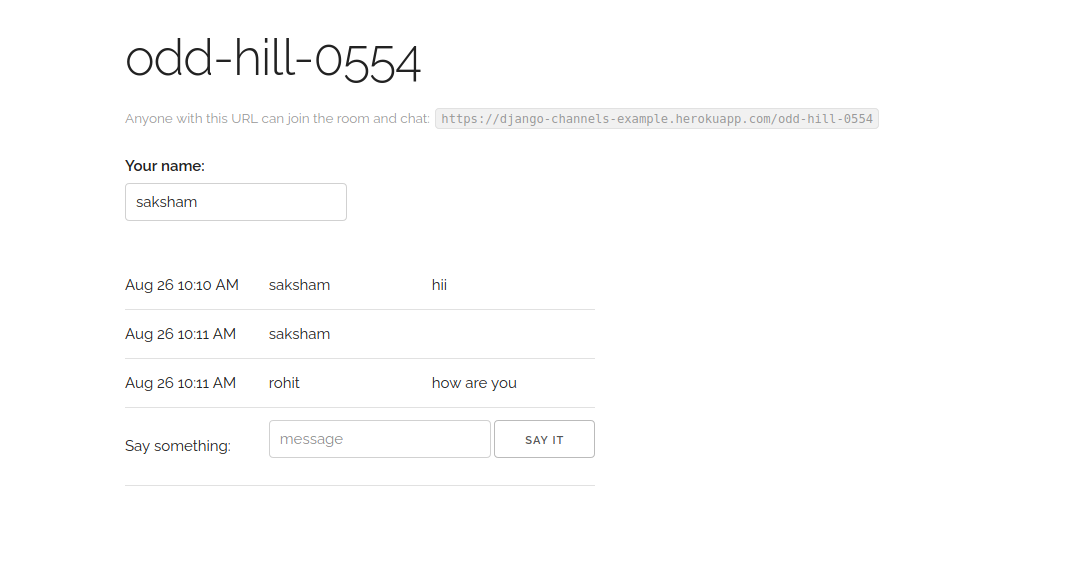 odd-hill-0554
Anyone with this URL can join the room and chat: https://django-channels-example.herokuapp.com/odd-hill-0554
Your name:
saksham
Aug 26 10:10 AM saksham hii
Aug 26 10:11 AM saksham
Aug 26 10:11 AM rohit how are you
Say something: message SAY IT